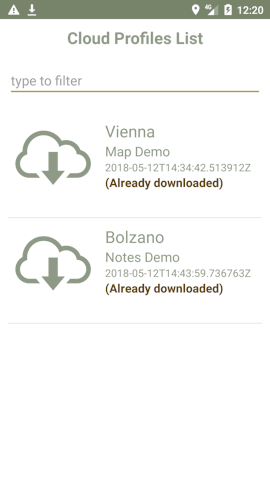 4G 12:20
Cloud Profiles List
type to filter
Vienna
Map Demo
2018-05-12T14:34:42.513912Z
(Already downloaded)
Bolzano
Notes Demo
2018-05-12T14:43:59.736763Z
(Already downloaded)